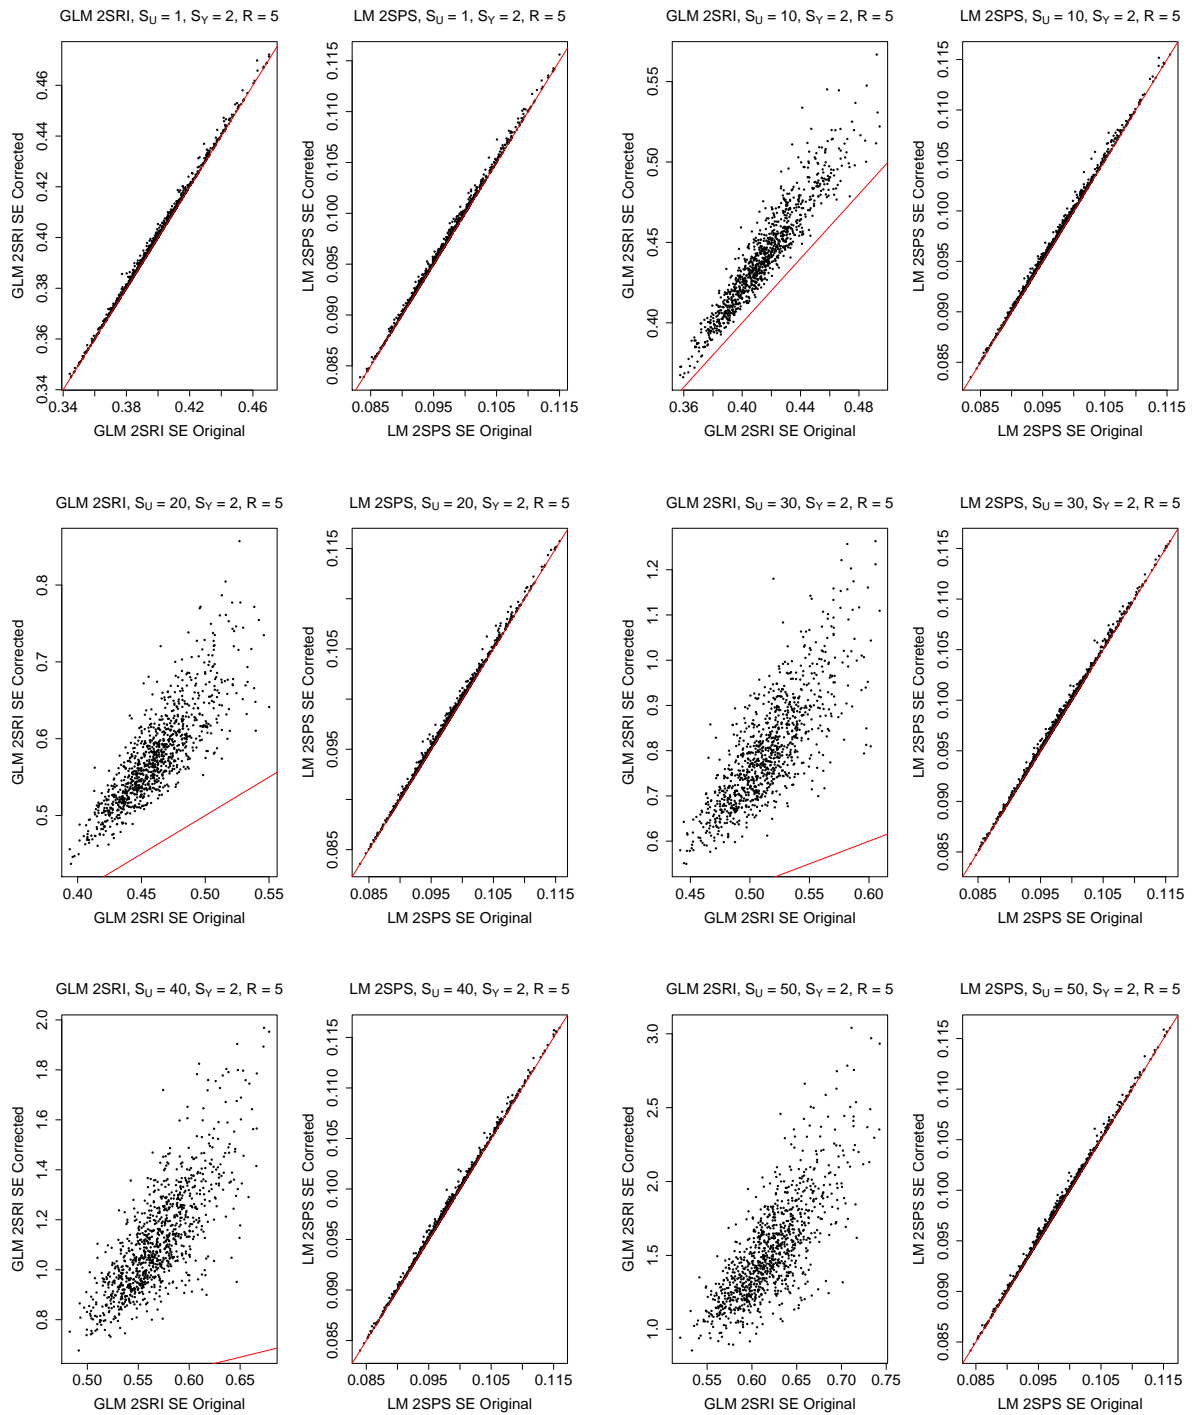 GLM 2SRI, SU = 1, SY = 2, R = 5
GLM 2SRI SE Corrected
0.34 0.36 0.38 0.40 0.42 0.44 0.46
0.34 0.38 0.42 0.46
GLM 2SRI SE Original
LM 2SPS, SU = 1, SY = 2, R = 5
LM 2SPS SE Correted
0.085 0.090 0.095 0.100 0.105 0.110 0.115
0.085 0.095 0.105 0.115
LM 2SPS SE Original
GLM 2SRI, SU = 10, SY = 2, R = 5
GLM 2SRI SE Corrected
0.40 0.45 0.50 0.55
0.36 0.40 0.44 0.48
GLM 2SRI SE Original
LM 2SPS, SU = 10, SY = 2, R = 5
LM 2SPS SE Correted
0.085 0.090 0.095 0.100 0.105 0.110 0.115
0.085 0.095 0.105 0.115
LM 2SPS SE Original
GLM 2SRI, SU = 20, SY = 2, R = 5
GLM 2SRI SE Corrected
0.5 0.6 0.7 0.8
0.40 0.45 0.50 0.55
GLM 2SRI SE Original
LM 2SPS, SU = 20, SY = 2, R = 5
LM 2SPS SE Correted
0.085 0.095 0.105 0.115
0.085 0.095 0.105 0.115
LM 2SPS SE Original
GLM 2SRI, SU = 30, SY = 2, R = 5
GLM 2SRI SE Corrected
0.6 0.7 0.8 0.9 1.0 1.1 1.2
0.45 0.50 0.55 0.60
GLM 2SRI SE Original
LM 2SPS, SU = 30, SY = 2, R = 5
LM 2SPS SE Correted
0.085 0.090 0.095 0.100 0.105 0.110 0.115
0.085 0.095 0.105 0.115
LM 2SPS SE Original
GLM 2SRI, SU = 40, SY = 2, R = 5
GLM 2SRI SE Corrected
0.8 1.0 1.2 1.4 1.6 1.8 2.0
0.50 0.55 0.60 0.65
GLM 2SRI SE Original
LM 2SPS, SU = 40, SY = 2, R = 5
LM 2SPS SE Correted
0.085 0.090 0.095 0.100 0.105 0.110 0.115
0.085 0.095 0.105 0.115
LM 2SPS SE Original
GLM 2SRI, SU = 50, SY = 2, R = 5
GLM 2SRI SE Corrected
1.0 1.5 2.0 2.5 3.0
0.55 0.60 0.65 0.70 0.75
GLM 2SRI SE Original
LM 2SPS, SU = 50, SY = 2, R = 5
LM 2SPS SE Correted
0.085 0.090 0.095 0.100 0.105 0.110 0.115
0.085 0.095 0.105 0.115
LM 2SPS SE Original